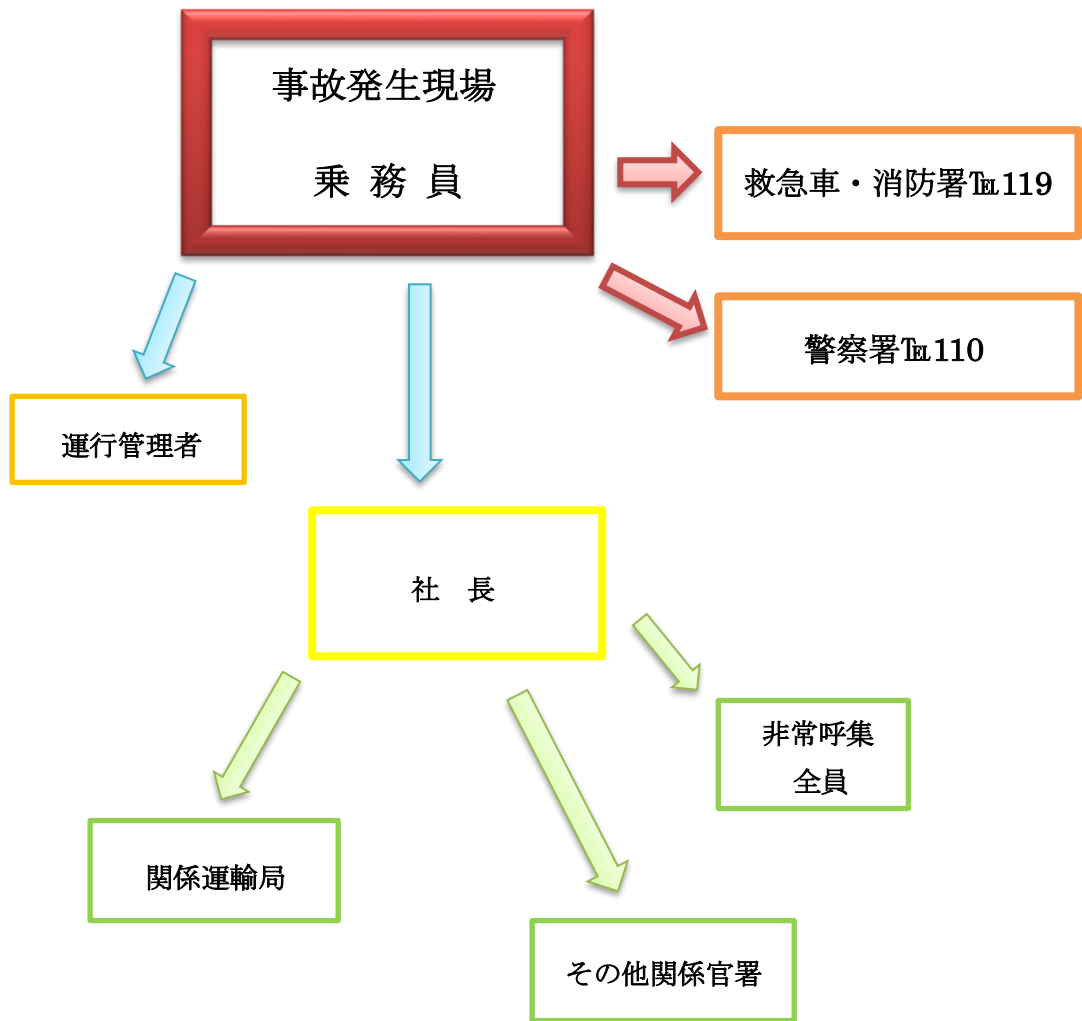 事故発生現場
乗 務 員
救急車・消防署℡119
警察署℡110
運行管理者
社　長
非常呼集
全員
関係運輸局
その他関係官署